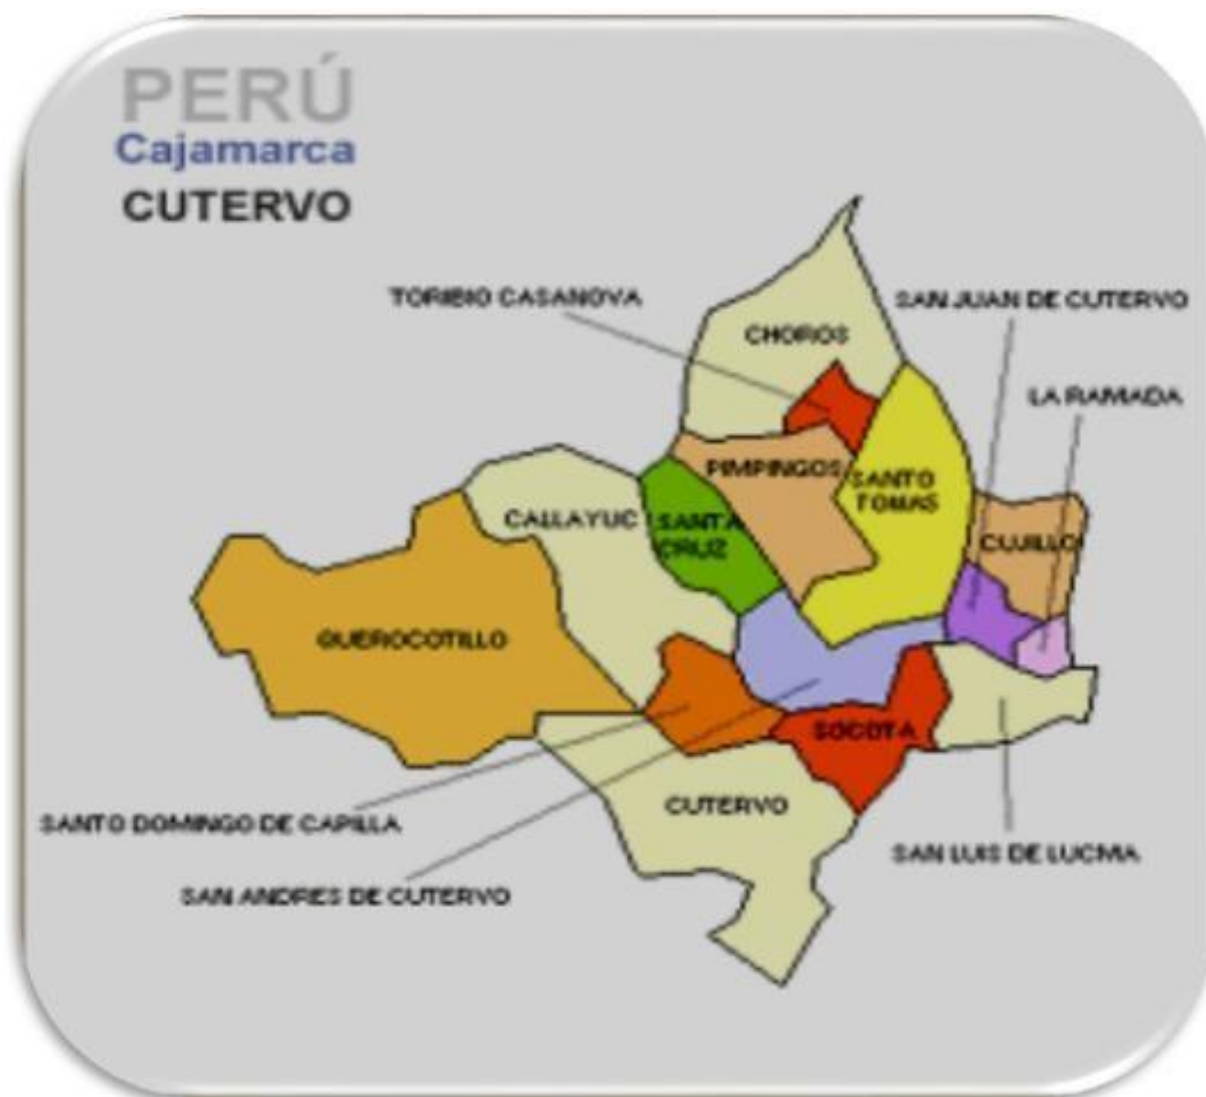 PERÚ
Cajamarca
CUTERVO
TORIBIO CASANOVA
SAN JUAN DE CUTERVO
CHOROS
LA RAMADA
PIMPINGOS
SANTO
TOMAS
CALLAYUC
SANTA
CRUZ
CUJILLO
QUEROCOTILLO
SOCOTA
CUTERVO
SANTO DOMINGO DE CAPILLA
SAN LUIS DE LUCMA
SAN ANDRES DE CUTERVO